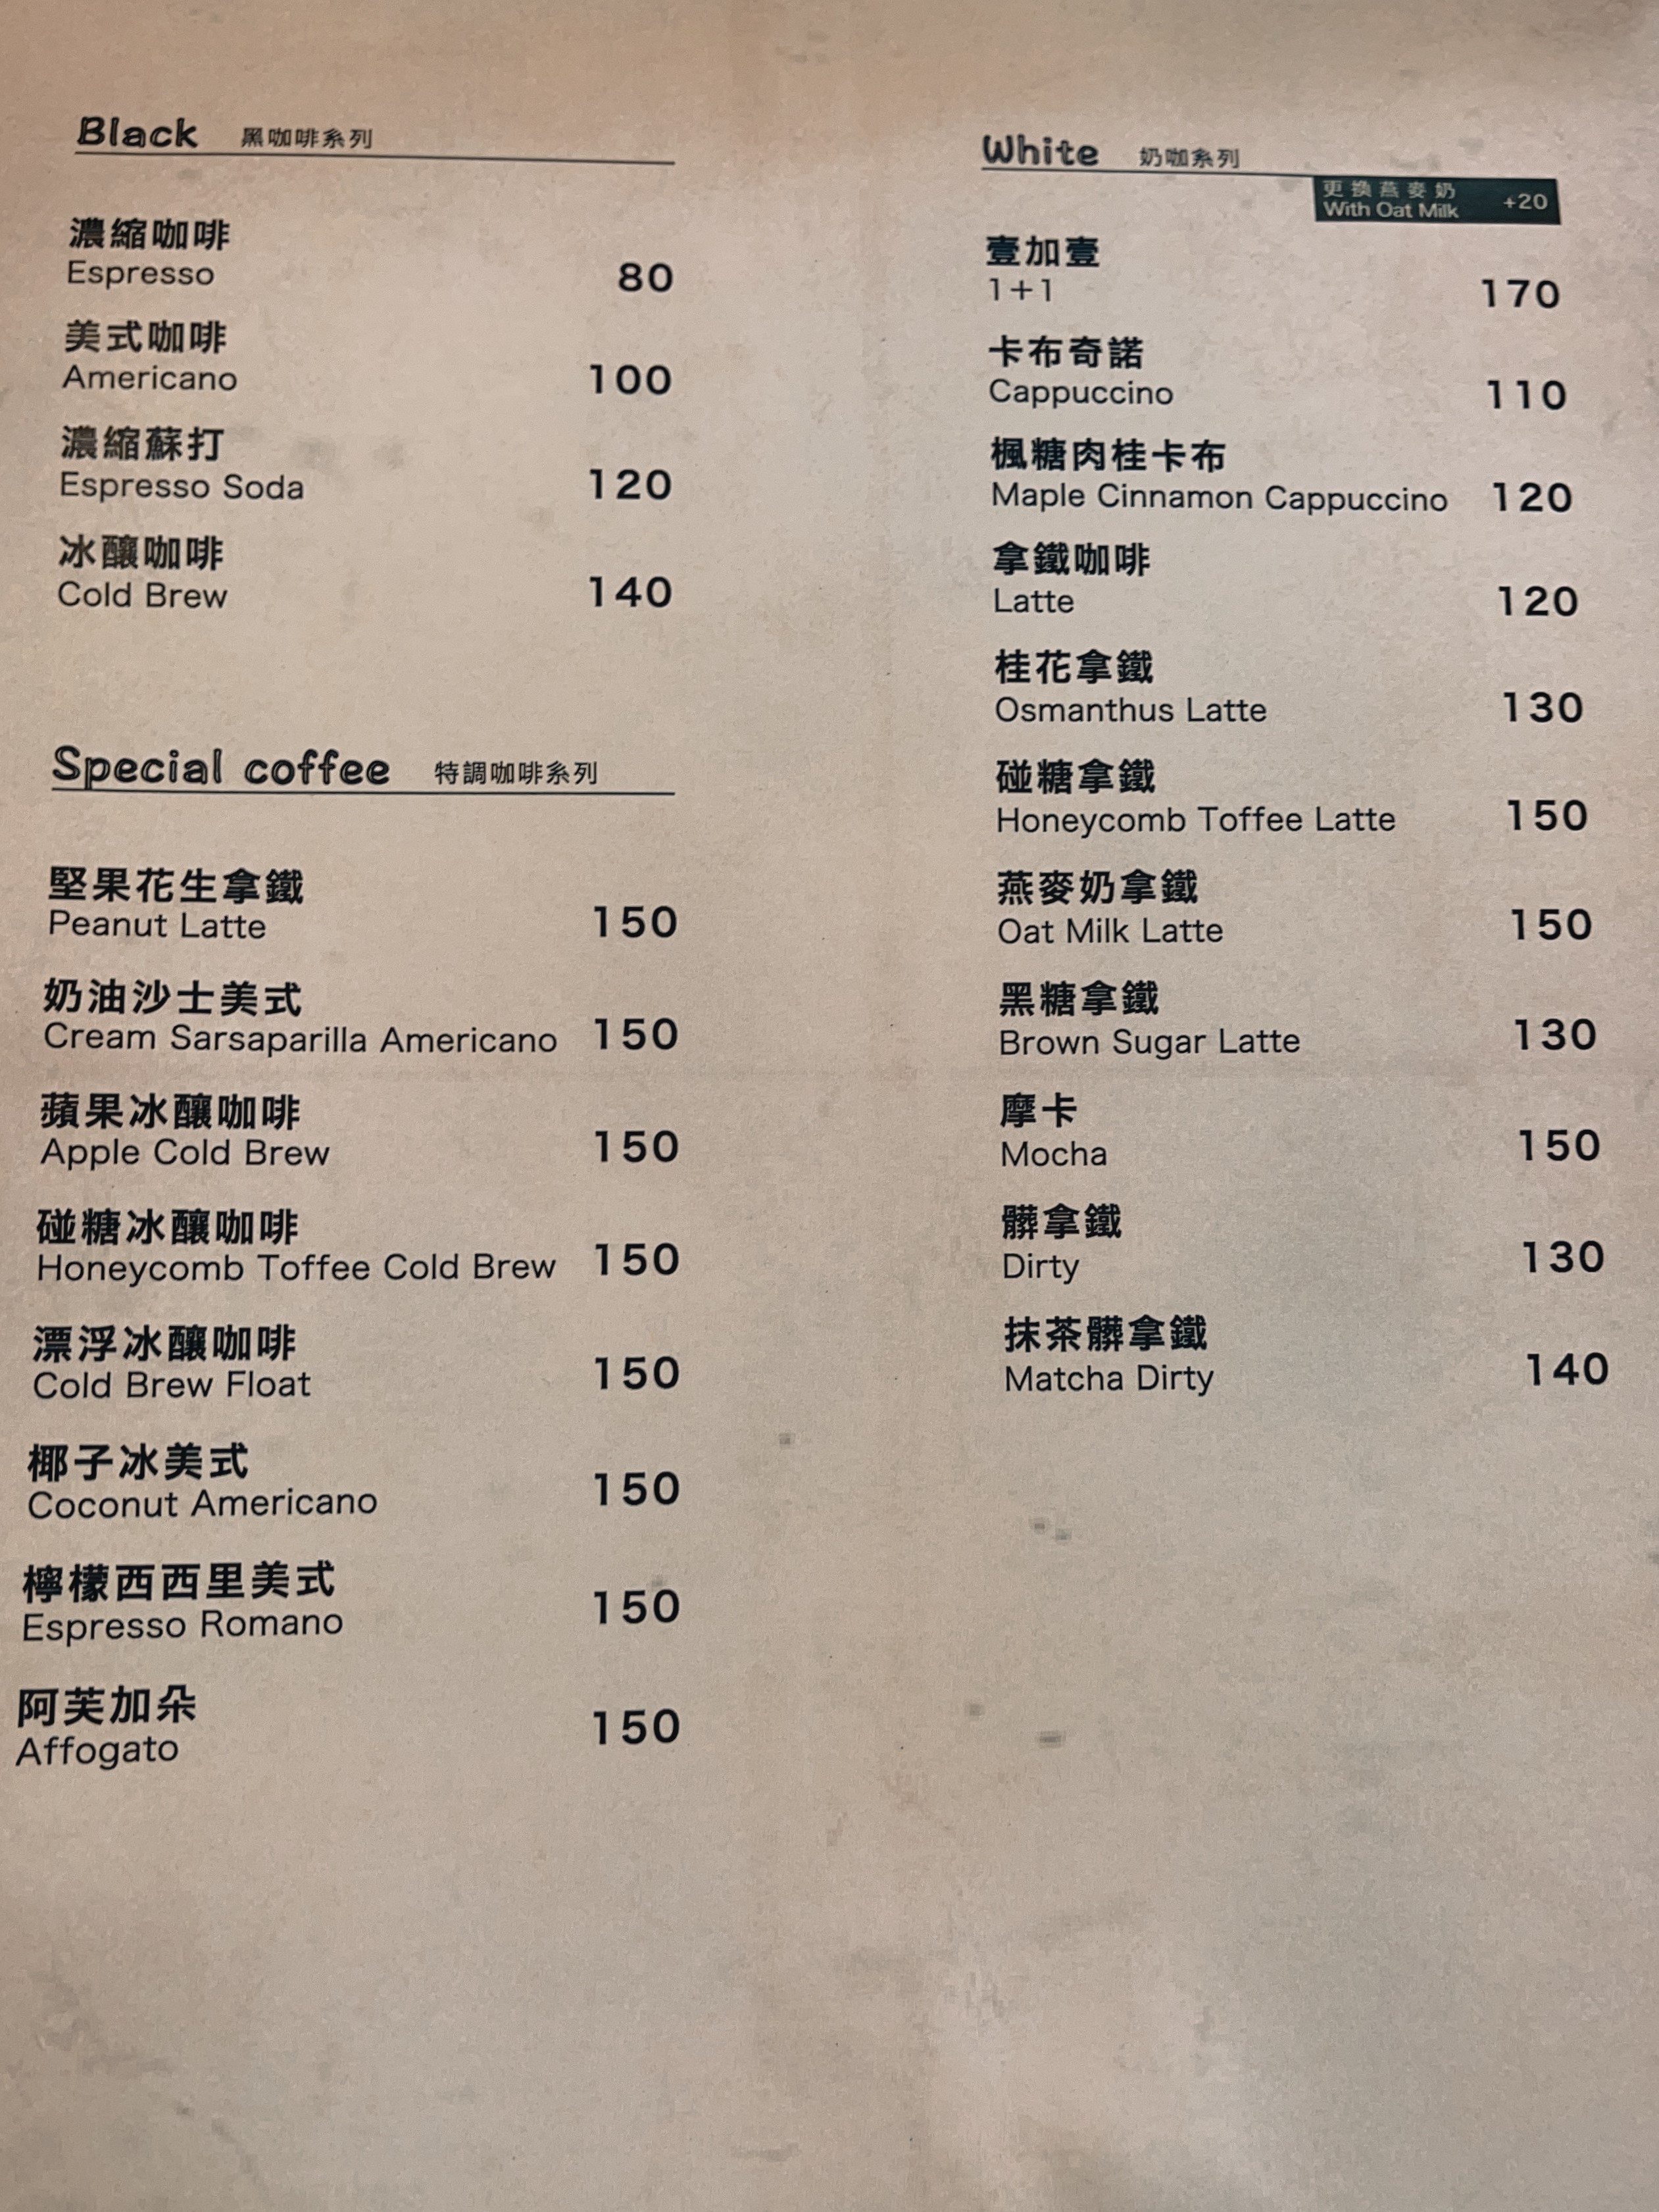 Black 黑咖啡系列
濃縮咖啡
Espresso 80
美式咖啡
Americano 100
濃縮蘇打
Espresso Soda 120
冰釀咖啡
Cold Brew 140
Special coffee 特調咖啡系列
堅果花生拿鐵
Peanut Latte 150
奶油沙士美式
Cream Sarsaparilla Americano 150
蘋果冰釀咖啡
Apple Cold Brew 150
碰糖冰釀咖啡
Honeycomb Toffee Cold Brew 150
漂浮冰釀咖啡
Cold Brew Float 150
椰子冰美式
Coconut Americano 150
檸檬西西里美式
Espresso Romano 150
阿芙加朵
Affogato 150
White 奶咖系列
更換燕麥奶
With Oat Milk +20
壹加壹
1+1 170
卡布奇諾
Cappuccino 110
楓糖肉桂卡布
Maple Cinnamon Cappuccino 120
拿鐵咖啡
Latte 120
桂花拿鐵
Osmanthus Latte 130
碰糖拿鐵
Honeycomb Toffee Latte 150
燕麥奶拿鐵
Oat Milk Latte 150
黑糖拿鐵
Brown Sugar Latte 130
摩卡
Mocha 150
髒拿鐵
Dirty 130
抹茶髒拿鐵
Matcha Dirty 140